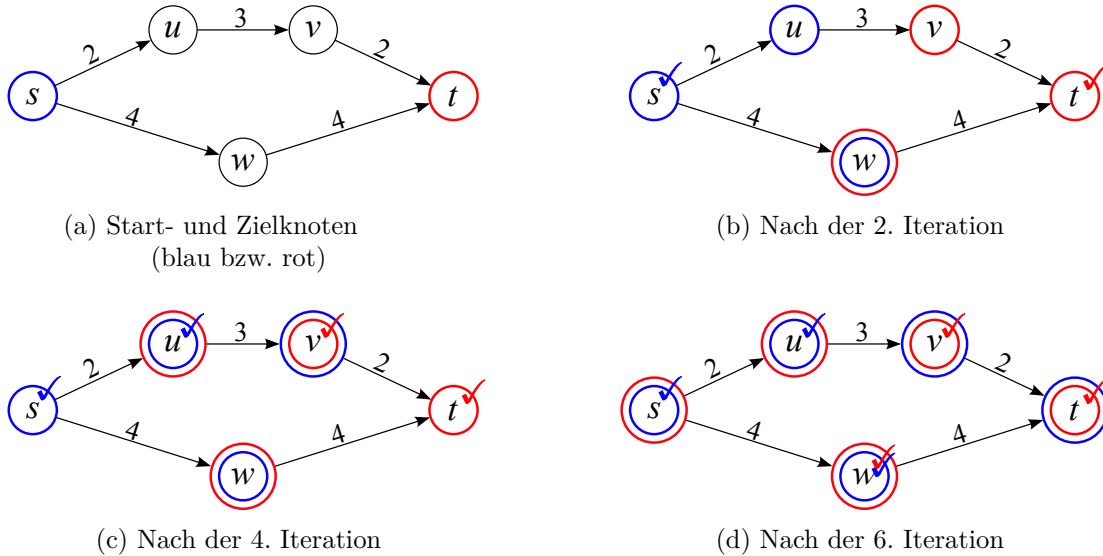 u 3 v
2 2
s t
4 4
w
(a) Start- und Zielknoten
(blau bzw. rot)
u 3 v
2 2
s t
4 4
w
(b) Nach der 2. Iteration
u 3 v
2 2
s t
4 4
w
(c) Nach der 4. Iteration
u 3 v
2 2
s t
4 4
w
(d) Nach der 6. Iteration